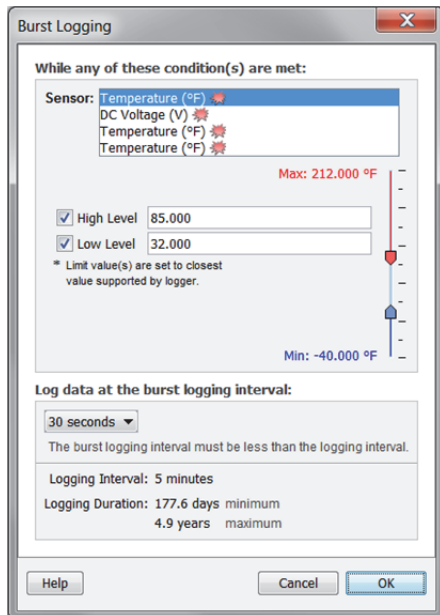 Burst Logging
While any of these condition(s) are met:
Sensor: Temperature (°F)
DC Voltage (V)
Temperature (°F)
Temperature (°F)
Max: 212.000 °F
High Level 85.000
Low Level 32.000
* Limit value(s) are set to closest
value supported by logger.
Min: -40.000 °F
Log data at the burst logging interval:
30 seconds
The burst logging interval must be less than the logging interval.
Logging Interval: 5 minutes
Logging Duration: 177.6 days minimum
4.9 years maximum
Help Cancel OK